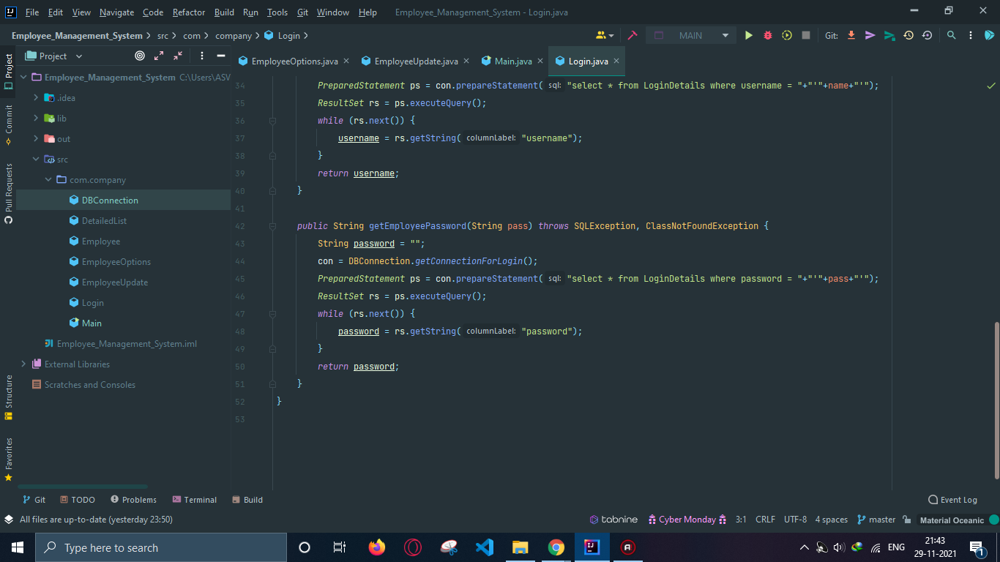 File Edit View Navigate Code Refactor Build Run Tools Git Window Help Employee_Management_System - Login.java
Employee_Management_System src com company Login MAIN Git:
Project
EmployeeOptions.java EmployeeUpdate.java Main.java Login.java
Employee_Management_System C:\Users\ASV
.idea
lib
out
src
com.company
DBConnection
DetailedList
Employee
EmployeeOptions
EmployeeUpdate
Login
Main
Employee_Management_System.iml
External Libraries
Scratches and Consoles
Project
Commit
Pull Requests
Structure
Favorites
34 PreparedStatement ps = con.prepareStatement( sql: "select * from LoginDetails where username = "+"'"+name+"'");
35 ResultSet rs = ps.executeQuery();
36 while (rs.next()) {
37 username = rs.getString( columnLabel: "username");
38 }
39 return username;
40 }
41
42 public String getEmployeePassword(String pass) throws SQLException, ClassNotFoundException {
43 String password = "";
44 con = DBConnection.getConnectionForLogin();
45 PreparedStatement ps = con.prepareStatement( sql: "select * from LoginDetails where password = "+"'"+pass+"'");
46 ResultSet rs = ps.executeQuery();
47 while (rs.next()) {
48 password = rs.getString( columnLabel: "password");
49 }
50 return password;
51 }
52 }
53
Git TODO Problems Terminal Build Event Log
All files are up-to-date (yesterday 23:50) tabnine Cyber Monday 3:1 CRLF UTF-8 4 spaces master Material Oceanic
Type here to search ENG 21:43
29-11-2021 1